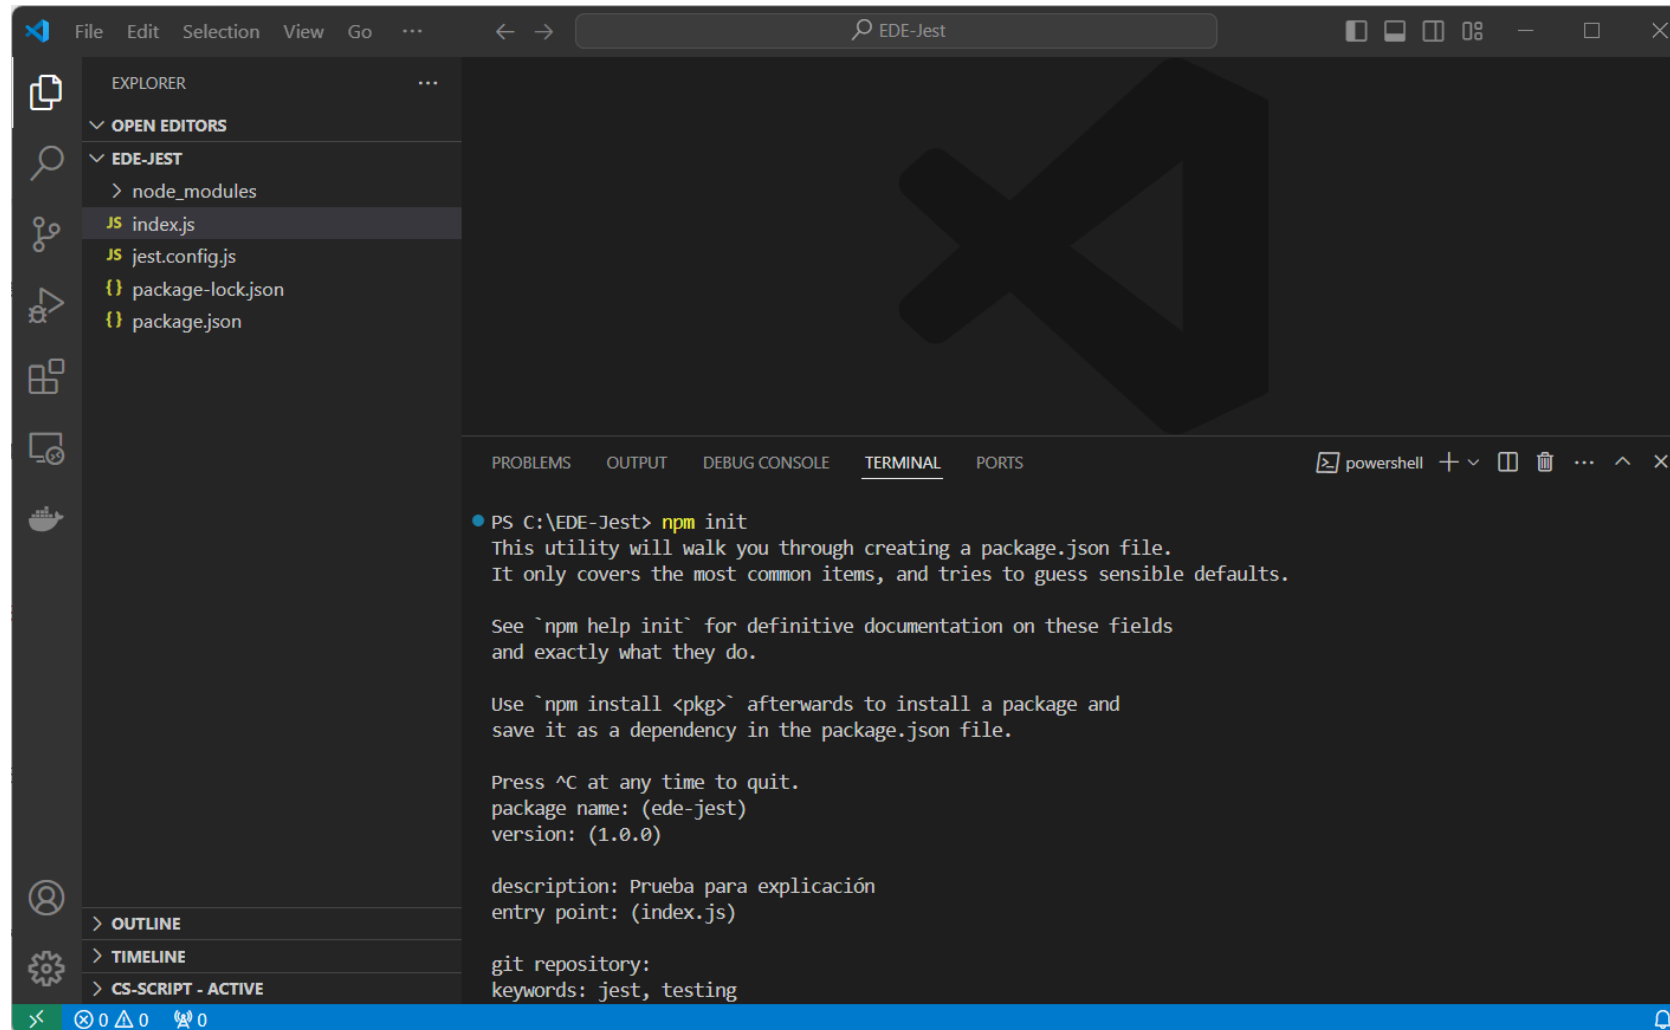 File Edit Selection View Go ···
EDE-Jest
EXPLORER
OPEN EDITORS
EDE-JEST
node_modules
JS index.js
JS jest.config.js
{} package-lock.json
{} package.json
OUTLINE
TIMELINE
CS-SCRIPT - ACTIVE
PROBLEMS OUTPUT DEBUG CONSOLE TERMINAL PORTS
powershell
PS C:\EDE-Jest> npm init
This utility will walk you through creating a package.json file.
It only covers the most common items, and tries to guess sensible defaults.
See `npm help init` for definitive documentation on these fields
and exactly what they do.
Use `npm install <pkg>` afterwards to install a package and
save it as a dependency in the package.json file.
Press ^C at any time to quit.
package name: (ede-jest)
version: (1.0.0)
description: Prueba para explicación
entry point: (index.js)
git repository:
keywords: jest, testing
0 0 0